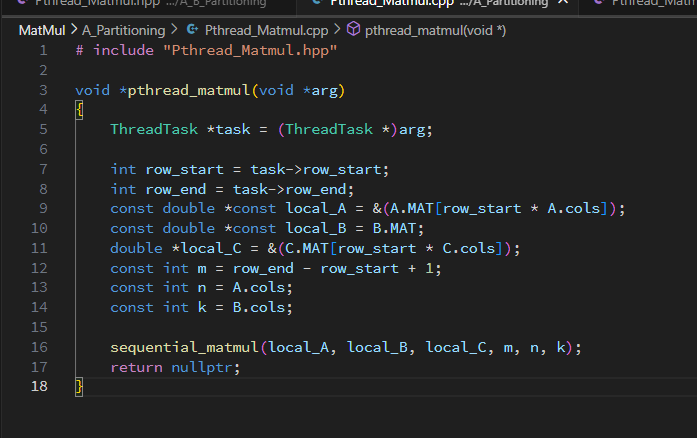 Pthread_Matmul.hpp .../A_B_Partitioning Pthread_Matmul.cpp .../A_Partitioning Pthread_Matmul
MatMul > A_Partitioning > Pthread_Matmul.cpp > pthread_matmul(void *)
1 # include "Pthread_Matmul.hpp"
2
3 void *pthread_matmul(void *arg)
4 {
5 ThreadTask *task = (ThreadTask *)arg;
6
7 int row_start = task->row_start;
8 int row_end = task->row_end;
9 const double *const local_A = &(A.MAT[row_start * A.cols]);
10 const double *const local_B = B.MAT;
11 double *local_C = &(C.MAT[row_start * C.cols]);
12 const int m = row_end - row_start + 1;
13 const int n = A.cols;
14 const int k = B.cols;
15
16 sequential_matmul(local_A, local_B, local_C, m, n, k);
17 return nullptr;
18 }